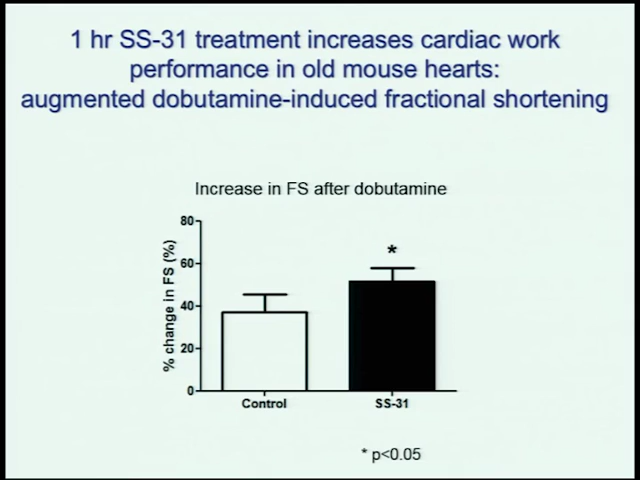 1 hr SS-31 treatment increases cardiac work
performance in old mouse hearts:
augmented dobutamine-induced fractional shortening
Increase in FS after dobutamine
% change in FS (%)
80
60
40
20
0
*
Control
SS-31
* p<0.05